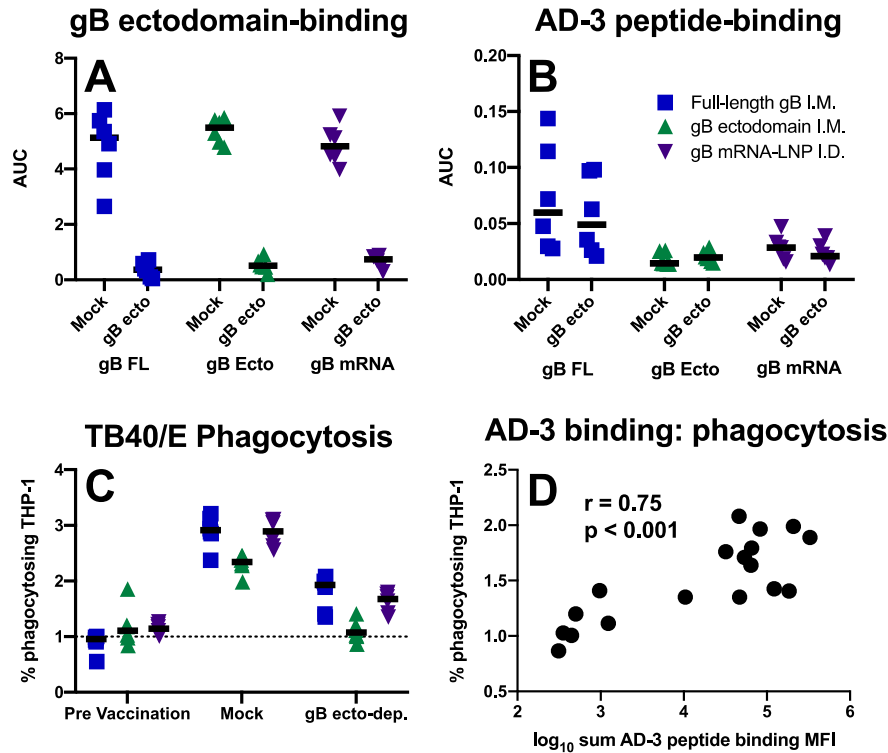 gB ectodomain-binding
A
AUC
8
6
4
2
0
Mock
gB ecto
Mock
gB ecto
Mock
gB ecto
gB FL
gB Ecto
gB mRNA
AD-3 peptide-binding
B
AUC
0.20
0.15
0.10
0.05
0.00
Full-length gB I.M.
gB ectodomain I.M.
gB mRNA-LNP I.D.
Mock
gB ecto
Mock
gB ecto
Mock
gB ecto
gB FL
gB Ecto
gB mRNA
TB40/E Phagocytosis
C
% phagocytosing THP-1
4
3
2
1
0
Pre Vaccination
Mock
gB ecto-dep.
AD-3 binding: phagocytosis
D
r = 0.75
p < 0.001
% phagocytosing THP-1
2.5
2.0
1.5
1.0
0.5
2
3
4
5
6
log10 sum AD-3 peptide binding MFI